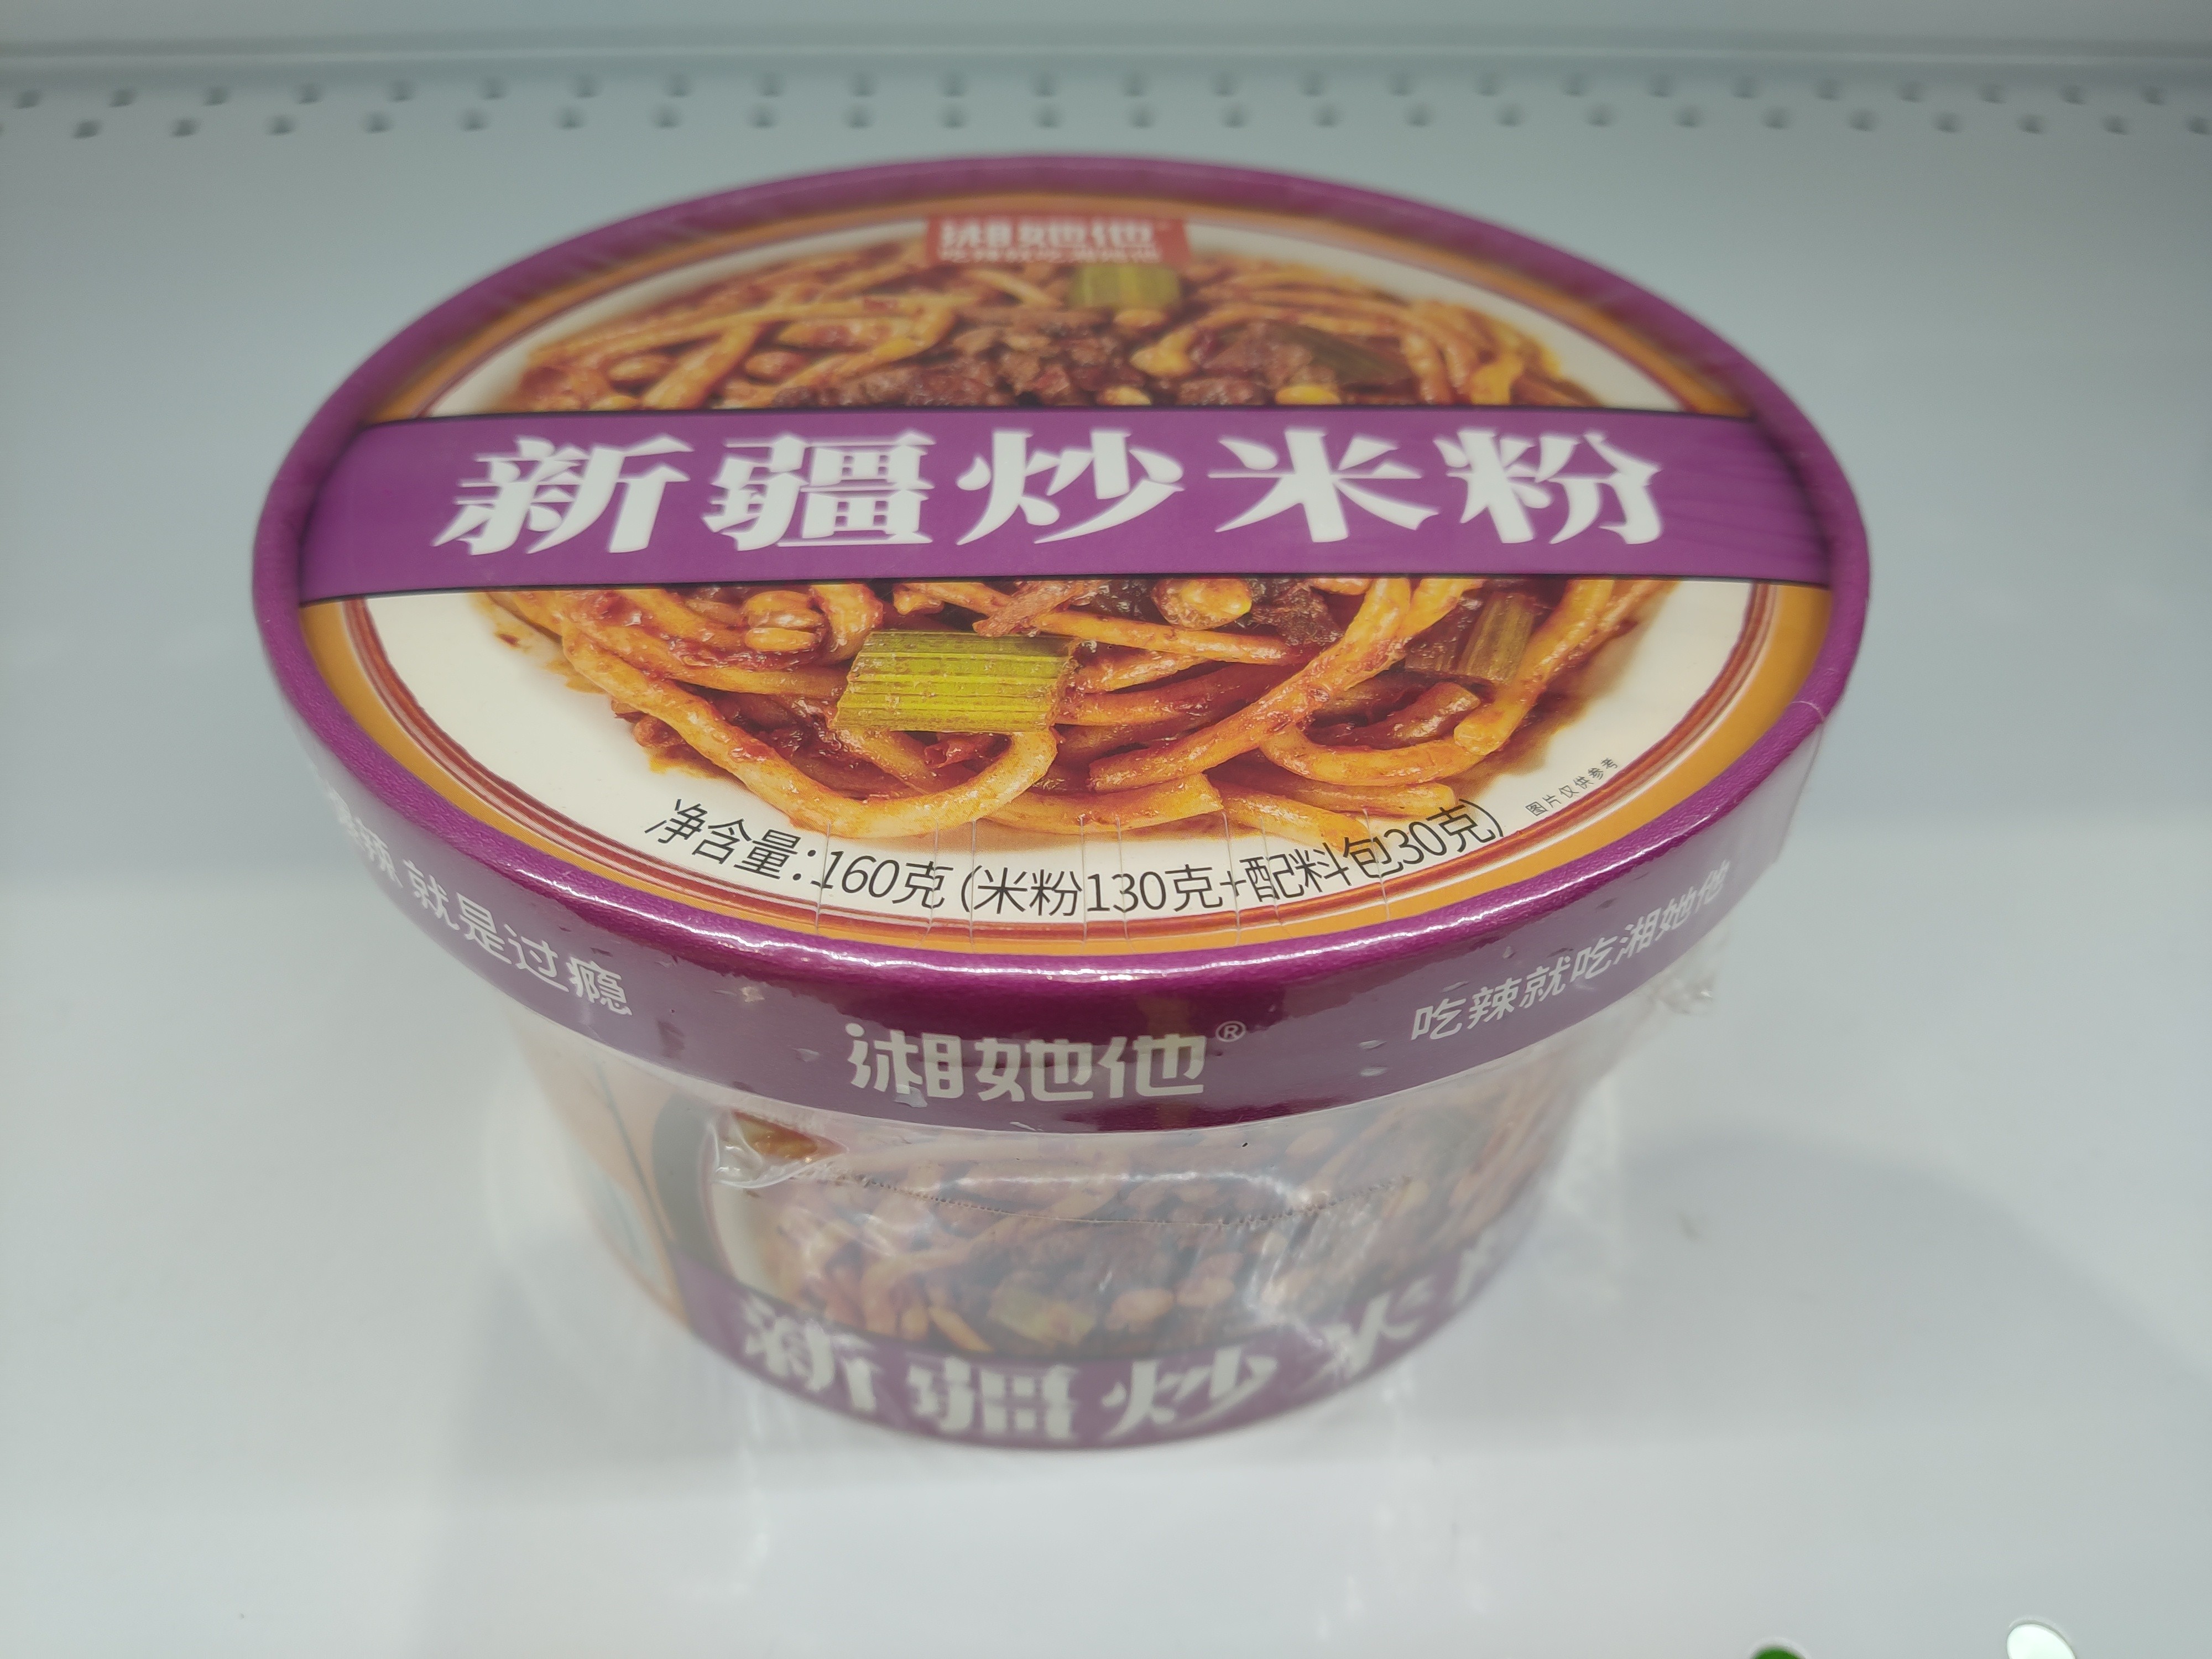 湘她他
新疆炒米粉
图片仅供参考
净含量:160克(米粉130克+配料包30克)
辣就是过瘾
湘她他®
吃辣就吃湘她他
新疆炒米